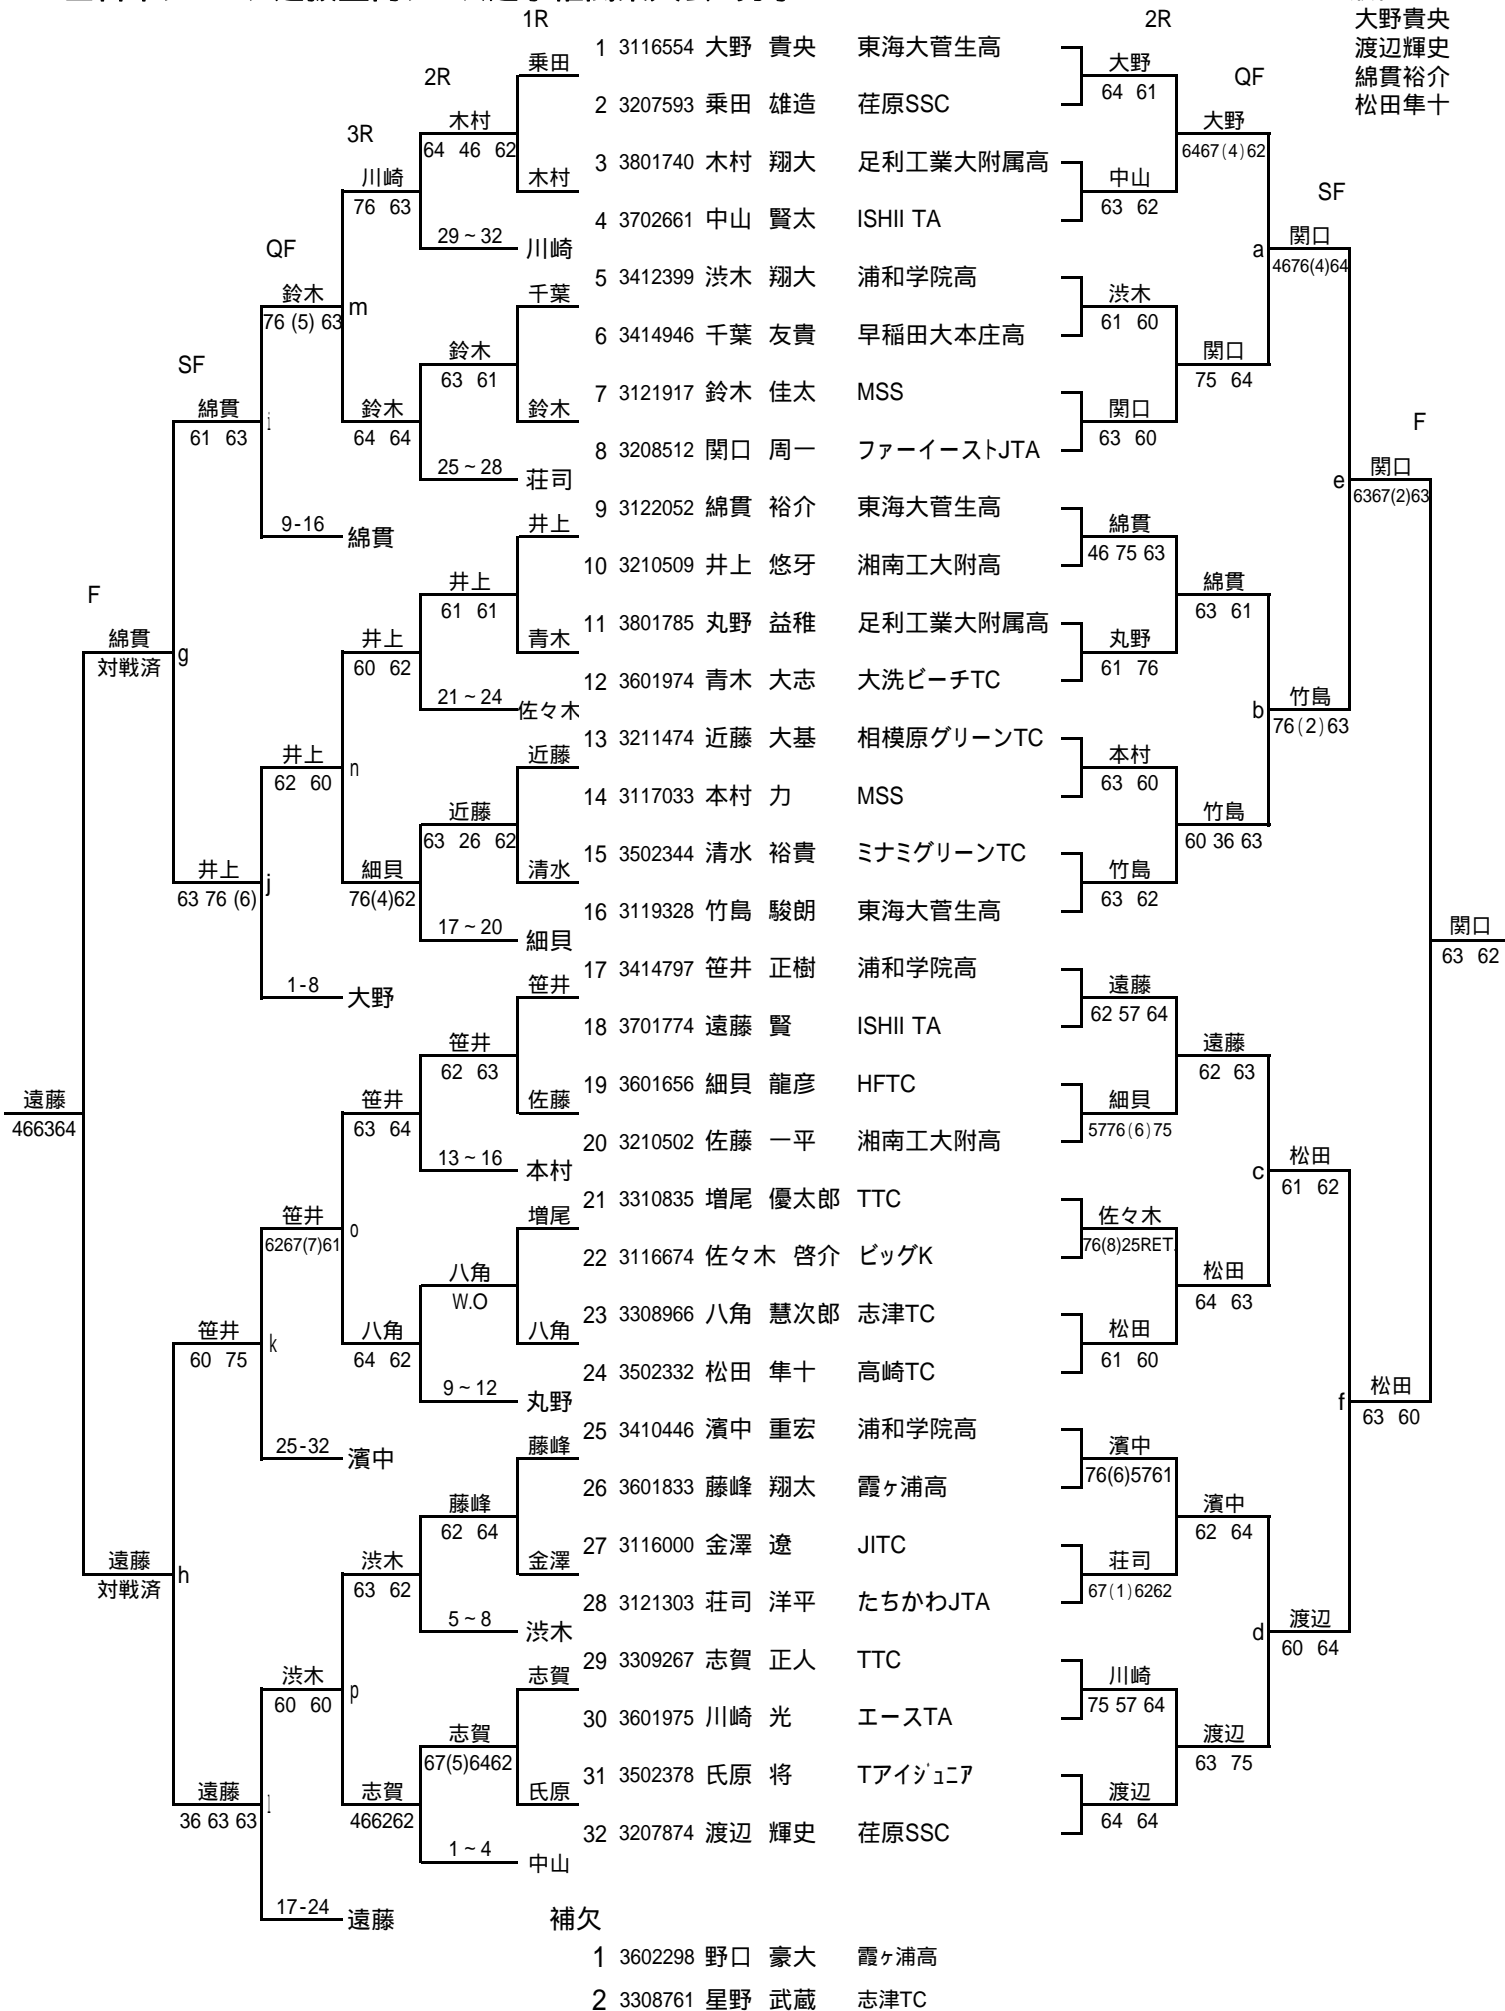 1R
2R
大野貴央
1 3116554 大野 貴央 東海大菅生高
渡辺輝史
乗田
大野
2R
QF
綿貫裕介
64 61
2 3207593 乗田 雄造 荏原SSC
松田隼十
木村
大野
3R
64 46 62
6467(4)62
3 3801740 木村 翔大 足利工業大附属高
川崎
木村
中山
SF
76 63
63 62
4 3702661 中山 賢太 ISHII TA
29~32
関口
QF
川崎
a
4676(4)64
5 3412399 渋木 翔大 浦和学院高
鈴木
千葉
渋木
76 (5) 63
m
61 60
6 3414946 千葉 友貴 早稲田大本庄高
鈴木
関口
SF
63 61
75 64
7 3121917 鈴木 佳太 MSS
綿貫
鈴木
鈴木
関口
i
F
61 63
64 64
63 60
8 3208512 関口 周一 ファーイーストJTA
25~28
関口
荘司
e
6367(2)63
9 3122052 綿貫 裕介 東海大菅生高
9-16
井上
綿貫
綿貫
46 75 63
10 3210509 井上 悠牙 湘南工大附高
井上
綿貫
F
61 61
63 61
11 3801785 丸野 益稚 足利工業大附属高
綿貫
井上
青木
丸野
g
対戦済
60 62
61 76
12 3601974 青木 大志 大洗ビーチTC
21~24
竹島
佐々木
b
76(2)63
13 3211474 近藤 大基 相模原グリーンTC
井上
近藤
本村
n
62 60
63 60
14 3117033 本村 力 MSS
近藤
竹島
63 26 62
60 36 63
15 3502344 清水 裕貴 ミナミグリーンTC
井上
細貝
清水
竹島
j
63 76 (6)
76(4)62
63 62
16 3119328 竹島 駿朗 東海大菅生高
17~20
関口
細貝
63 62
17 3414797 笹井 正樹 浦和学院高
1-8
笹井
遠藤
大野
62 57 64
18 3701774 遠藤 賢 ISHII TA
笹井
遠藤
62 63
62 63
19 3601656 細貝 龍彦 HFTC
遠藤
笹井
佐藤
細貝
466364
63 64
5776(6)75
20 3210502 佐藤 一平 湘南工大附高
13~16
松田
本村
c
61 62
21 3310835 増尾 優太郎 TTC
笹井
増尾
佐々木
o
6267(7)61
76(8)25RET.
22 3116674 佐々木 啓介 ビッグK
八角
松田
W.O
64 63
23 3308966 八角 慧次郎 志津TC
笹井
八角
八角
松田
k
60 75
64 62
61 60
24 3502332 松田 隼十 高崎TC
9~12
松田
丸野
f
63 60
25 3410446 濱中 重宏 浦和学院高
25-32
藤峰
濱中
濱中
76(6)5761
26 3601833 藤峰 翔太 霞ヶ浦高
藤峰
濱中
62 64
62 64
27 3116000 金澤 遼 JITC
遠藤
渋木
金澤
荘司
h
対戦済
63 62
67(1)6262
28 3121303 荘司 洋平 たちかわJTA
5~8
渡辺
渋木
d
60 64
29 3309267 志賀 正人 TTC
渋木
志賀
川崎
p
60 60
75 57 64
30 3601975 川崎 光 エースTA
志賀
渡辺
67(5)6462
63 75
31 3502378 氏原 将 Tアイジュニア
遠藤
志賀
氏原
渡辺
l
36 63 63
466262
64 64
32 3207874 渡辺 輝史 荏原SSC
1~4
中山
17-24
遠藤
補欠
1 3602298 野口 豪大 霞ヶ浦高
2 3308761 星野 武蔵 志津TC